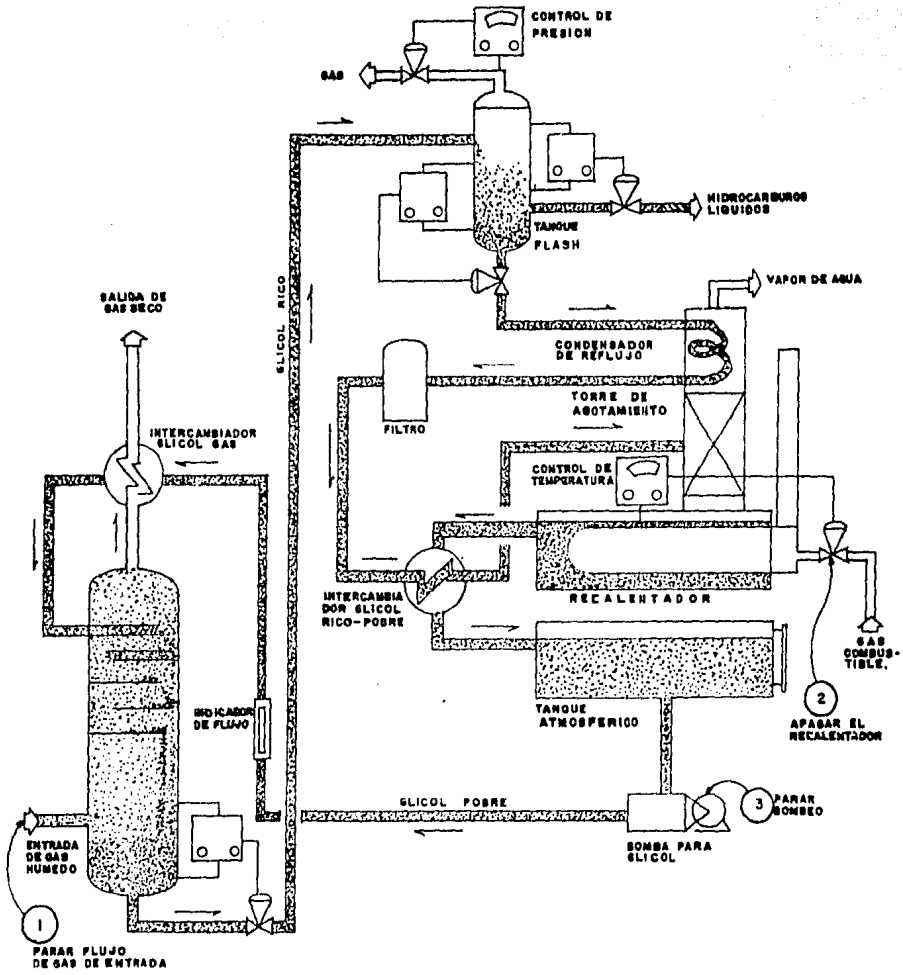 CONTROL DE
PRESION
GAS
HIDROCARBUROS
LIQUIDOS
TANQUE
FLASH
VAPOR DE AGUA
SALIDA DE
GAS SECO
GLICOL RICO
CONDENSADOR
DE REFLUJO
TORRE DE
AGOTAMIENTO
FILTRO
INTERCAMBIADOR
GLICOL GAS
CONTROL DE
TEMPERATURA
INTERCAMBIA
DOR GLICOL
RICO-POBRE
RECALENTADOR
GAS
COMBUS-
TIBLE.
INDICADOR
DE FLUJO
TANQUE
ATMOSFERICO
2
APAGAR EL
RECALENTADOR
GLICOL POBRE
3
PARAR
BOMBEO
BOMBA PARA
GLICOL
ENTRADA
DE GAS
HUMEDO
1
PARAR FLUJO
DE GAS DE ENTRADA